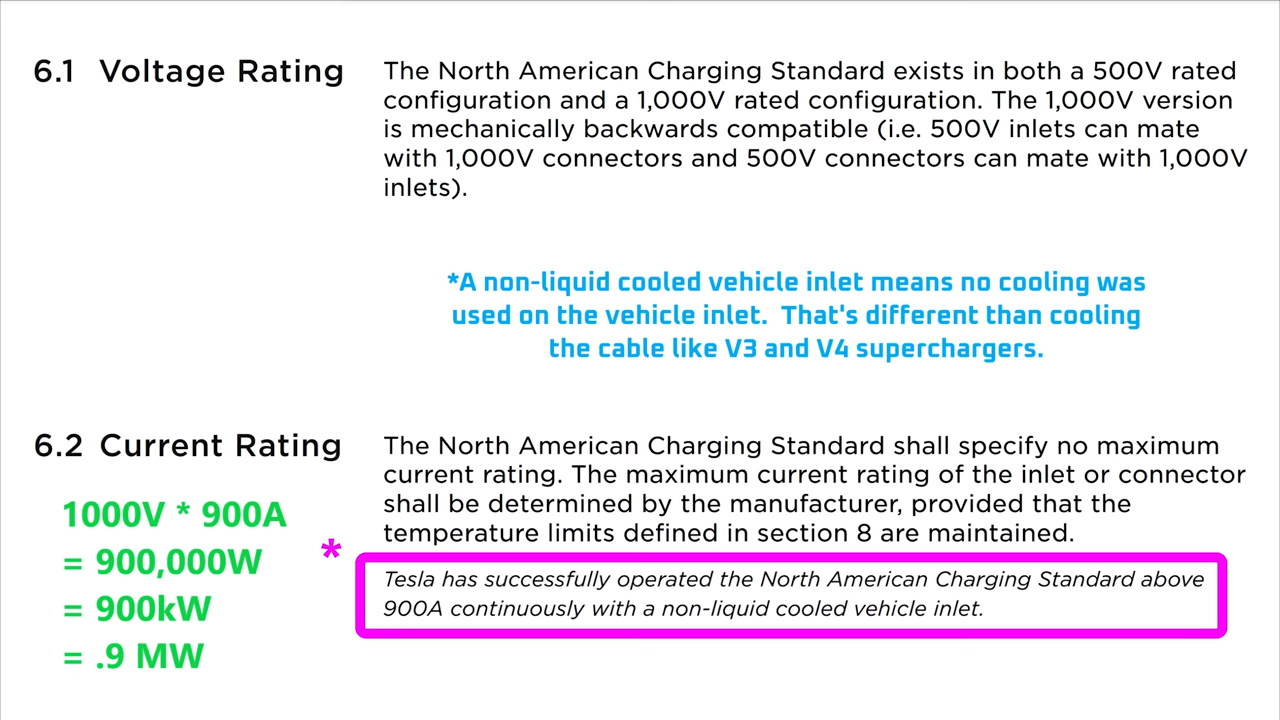 6.1 Voltage Rating
The North American Charging Standard exists in both a 500V rated
configuration and a 1,000V rated configuration. The 1,000V version
is mechanically backwards compatible (i.e. 500V inlets can mate
with 1,000V connectors and 500V connectors can mate with 1,000V
inlets).
*A non-liquid cooled vehicle inlet means no cooling was
used on the vehicle inlet. That's different than cooling
the cable like V3 and V4 superchargers.
6.2 Current Rating
The North American Charging Standard shall specify no maximum
current rating. The maximum current rating of the inlet or connector
shall be determined by the manufacturer, provided that the
temperature limits defined in section 8 are maintained.
*
Tesla has successfully operated the North American Charging Standard above
900A continuously with a non-liquid cooled vehicle inlet.
1000V * 900A
= 900,000W
= 900kW
= .9 MW